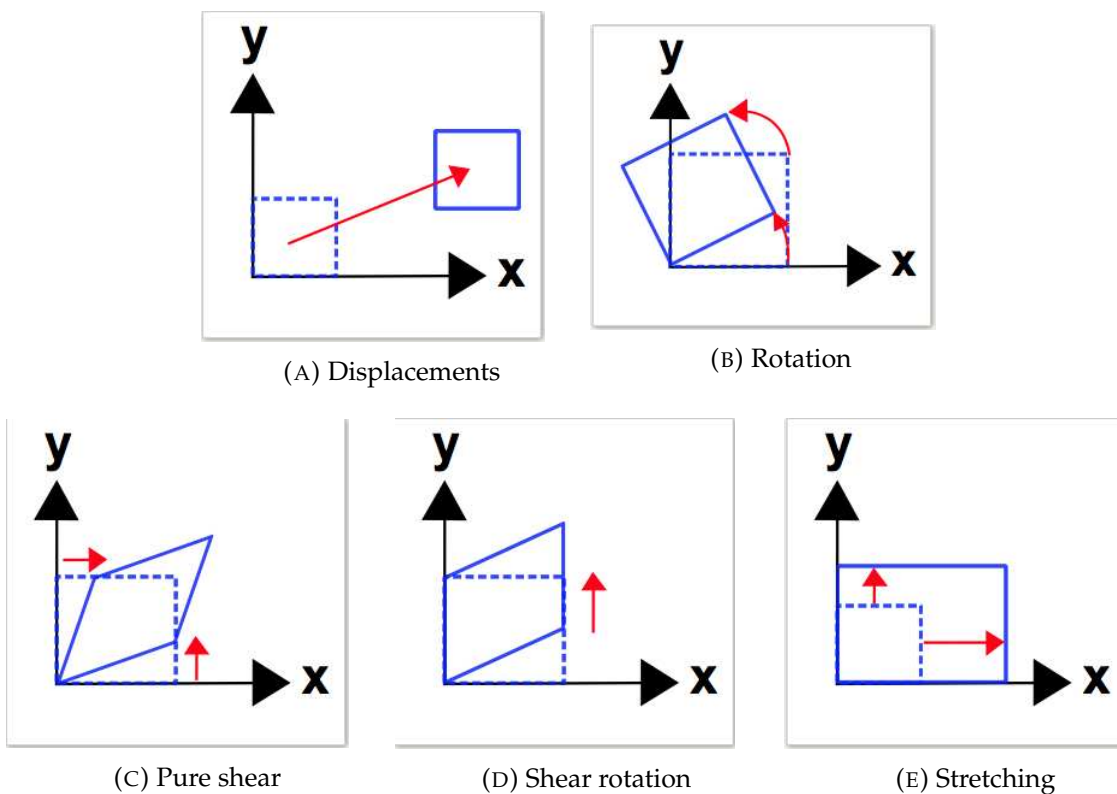 y
x
(A) Displacements
y
x
(B) Rotation
y
x
(C) Pure shear
y
x
(D) Shear rotation
y
x
(E) Stretching